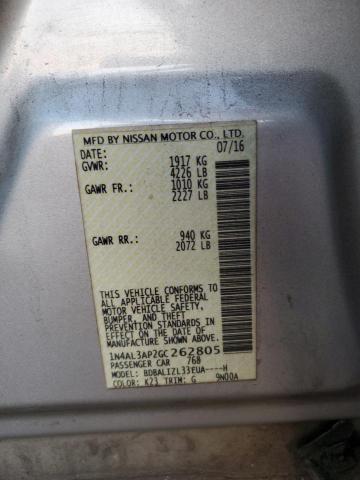 MFD BY NISSAN MOTOR CO., LTD.
DATE: 07/16
GVWR: 1917 KG
4226 LB
GAWR FR.: 1010 KG
2227 LB
GAWR RR.: 940 KG
2072 LB
THIS VEHICLE CONFORMS TO
ALL APPLICABLE FEDERAL
MOTOR VEHICLE SAFETY,
BUMPER, AND THEFT
PREVENTION STANDARDS
IN EFFECT ON THE DATE OF
MANUFACTURE SHOWN ABOVE.
1N4AL3AP2GC262805
PASSENGER CAR 768
MODEL: BDBALIZL33EUA----H
COLOR: K23 TRIM: G 9N00A